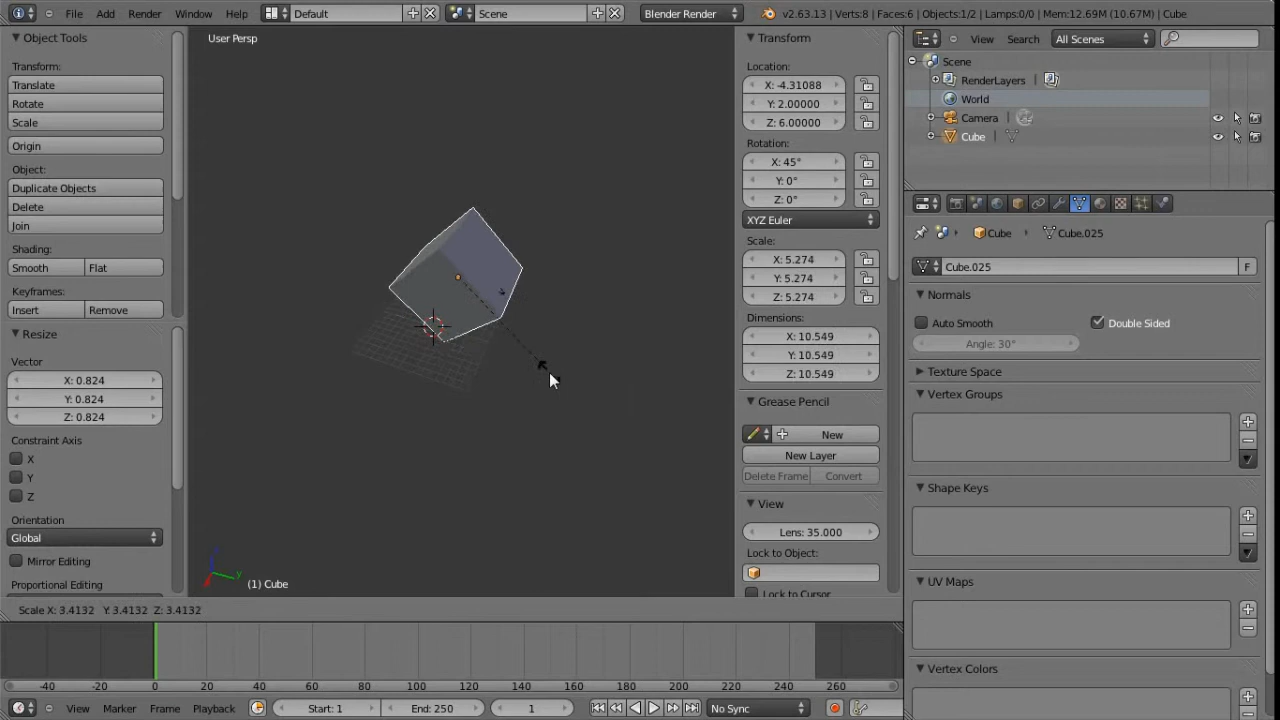 File Add Render Window Help Default Scene Blender Render v2.63.13 | Verts:8 | Faces:6 | Objects:1/2 | Lamps:0/0 | Mem:12.69M (10.67M) | Cube
Object Tools
Transform:
Translate
Rotate
Scale
Origin
Object:
Duplicate Objects
Delete
Join
Shading:
Smooth Flat
Keyframes:
Insert Remove
Resize
Vector
X: 0.824
Y: 0.824
Z: 0.824
Constraint Axis
X
Y
Z
Orientation
Global
Mirror Editing
Proportional Editing
User Persp
y
(1) Cube
Scale X: 3.4132 Y: 3.4132 Z: 3.4132
Transform
Location:
X: -4.31088
Y: 2.00000
Z: 6.00000
Rotation:
X: 45°
Y: 0°
Z: 0°
XYZ Euler
Scale:
X: 5.274
Y: 5.274
Z: 5.274
Dimensions:
X: 10.549
Y: 10.549
Z: 10.549
Grease Pencil
New
New Layer
Delete Frame Convert
View
Lens: 35.000
Lock to Object:
Lock to Cursor
View Search All Scenes
Scene
RenderLayers
World
Camera
Cube
Cube Cube.025
Cube.025 F
Normals
Auto Smooth Double Sided
Angle: 30°
Texture Space
Vertex Groups
Shape Keys
UV Maps
Vertex Colors
-40 -20 0 20 40 60 80 100 120 140 160 180 200 220 240 260
View Marker Frame Playback Start: 1 End: 250 1 No Sync